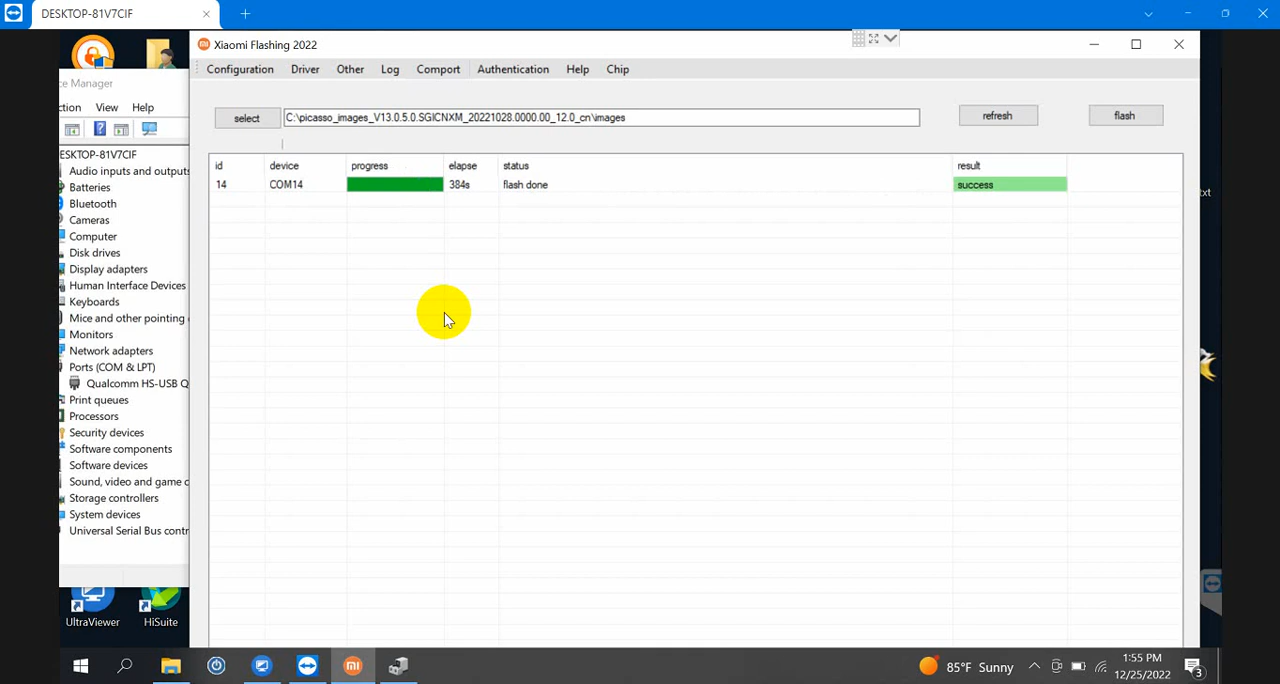 DESKTOP-81V7CIF
Xiaomi Flashing 2022
Configuration Driver Other Log Comport Authentication Help Chip
select C:\picasso_images_V13.0.5.0.SGICNXM_20221028.0000.00_12.0_cn\images refresh flash
id device progress elapse status result
14 COM14 384s flash done success
ce Manager
ction View Help
ESKTOP-81V7CIF
Audio inputs and outputs
Batteries
Bluetooth
Cameras
Computer
Disk drives
Display adapters
Human Interface Devices
Keyboards
Mice and other pointing
Monitors
Network adapters
Ports (COM & LPT)
Qualcomm HS-USB Q
Print queues
Processors
Security devices
Software components
Software devices
Sound, video and game c
Storage controllers
System devices
Universal Serial Bus contr
txt
UltraViewer HiSuite
85°F Sunny
1:55 PM
12/25/2022
3